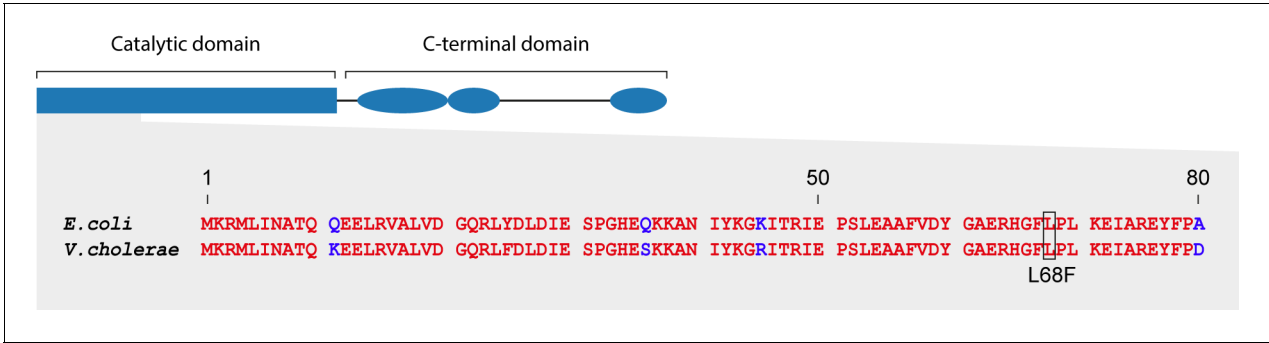 Catalytic domain C-terminal domain
1 50 80
E.coli MKRMLINATQ QEELRVALVD GQRLYDLDIE SPGHEQKKAN IYKGKITRIE PSLEAAFVDY GAERHGFLPL KEIAREYFPA
V.cholerae MKRMLINATQ KEELRVALVD GQRLFDLDIE SPGHESKKAN IYKGRITRIE PSLEAAFVDY GAERHGFLPL KEIAREYFPD
L68F